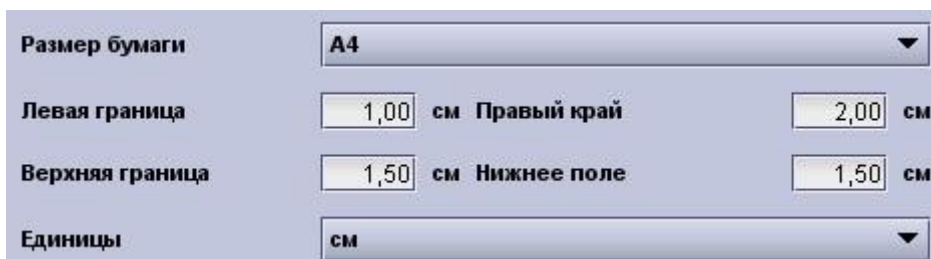 Размер бумаги A4
Левая граница 1,00 см Правый край 2,00 см
Верхняя граница 1,50 см Нижнее поле 1,50 см
Единицы см